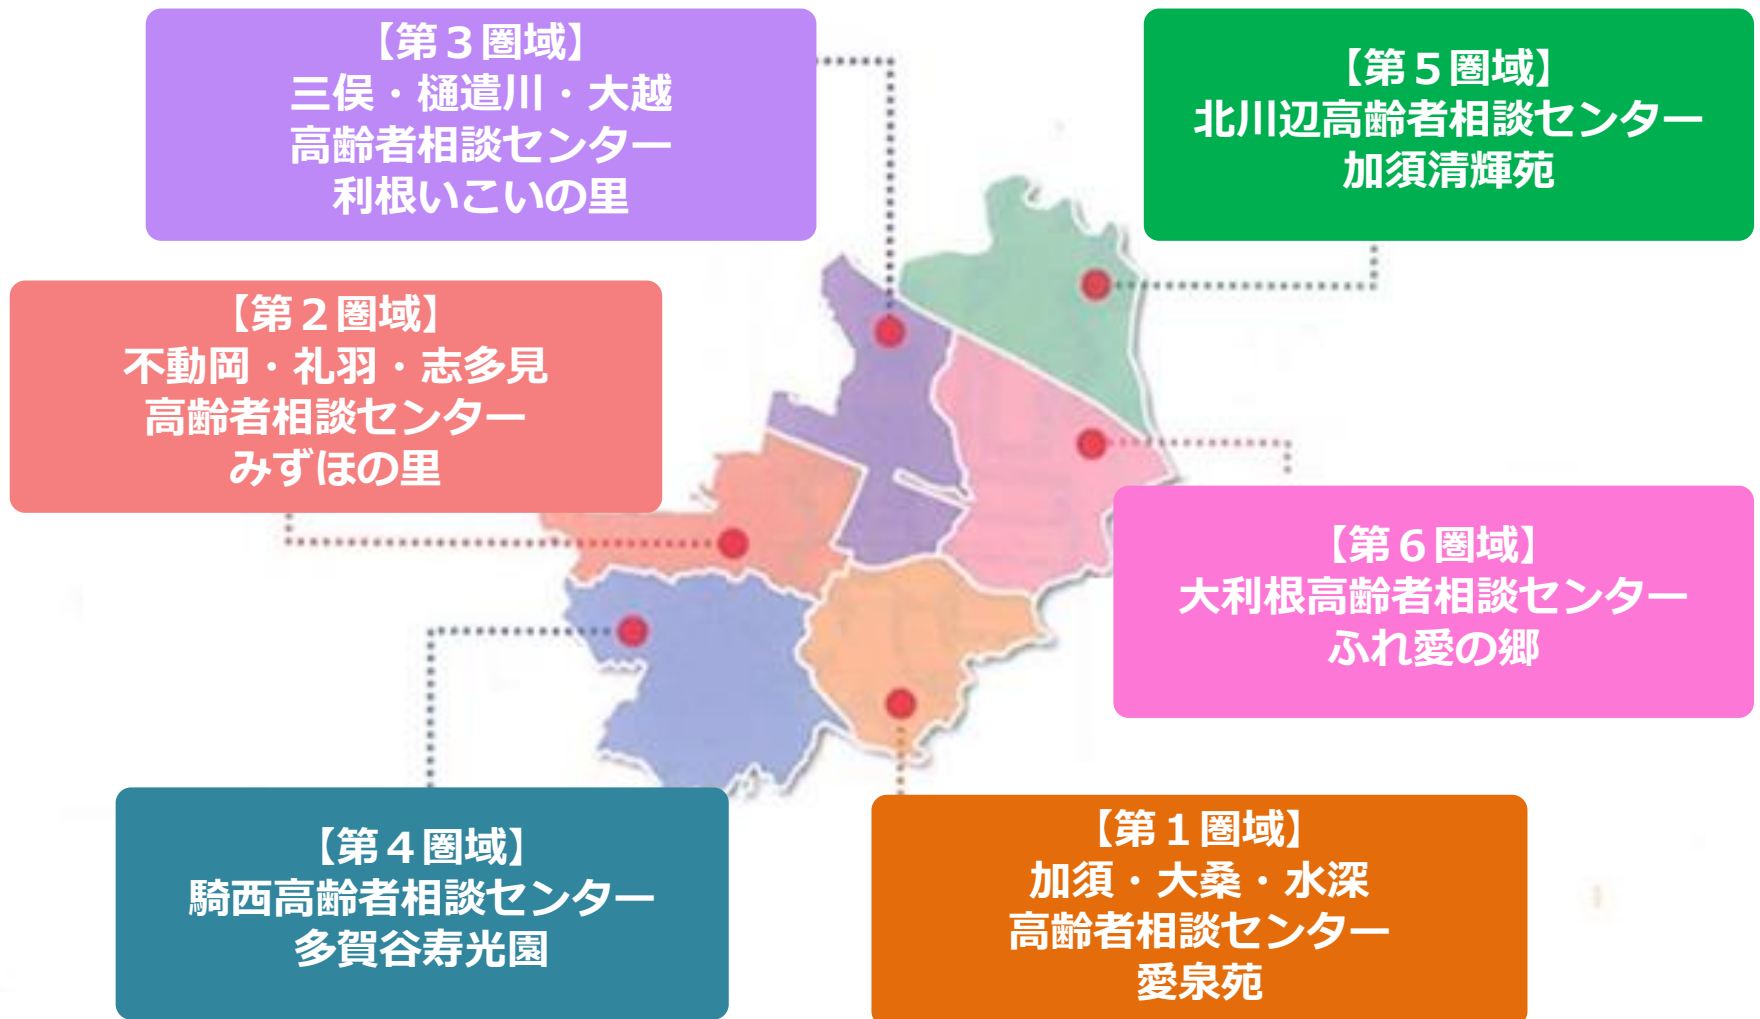 【第３圏域】
三俣・樋遣川・大越
高齢者相談センター
利根いこいの里
【第５圏域】
北川辺高齢者相談センター
加須清輝苑
【第２圏域】
不動岡・礼羽・志多見
高齢者相談センター
みずほの里
【第６圏域】
大利根高齢者相談センター
ふれ愛の郷
【第４圏域】
騎西高齢者相談センター
多賀谷寿光園
【第１圏域】
加須・大桑・水深
高齢者相談センター
愛泉苑